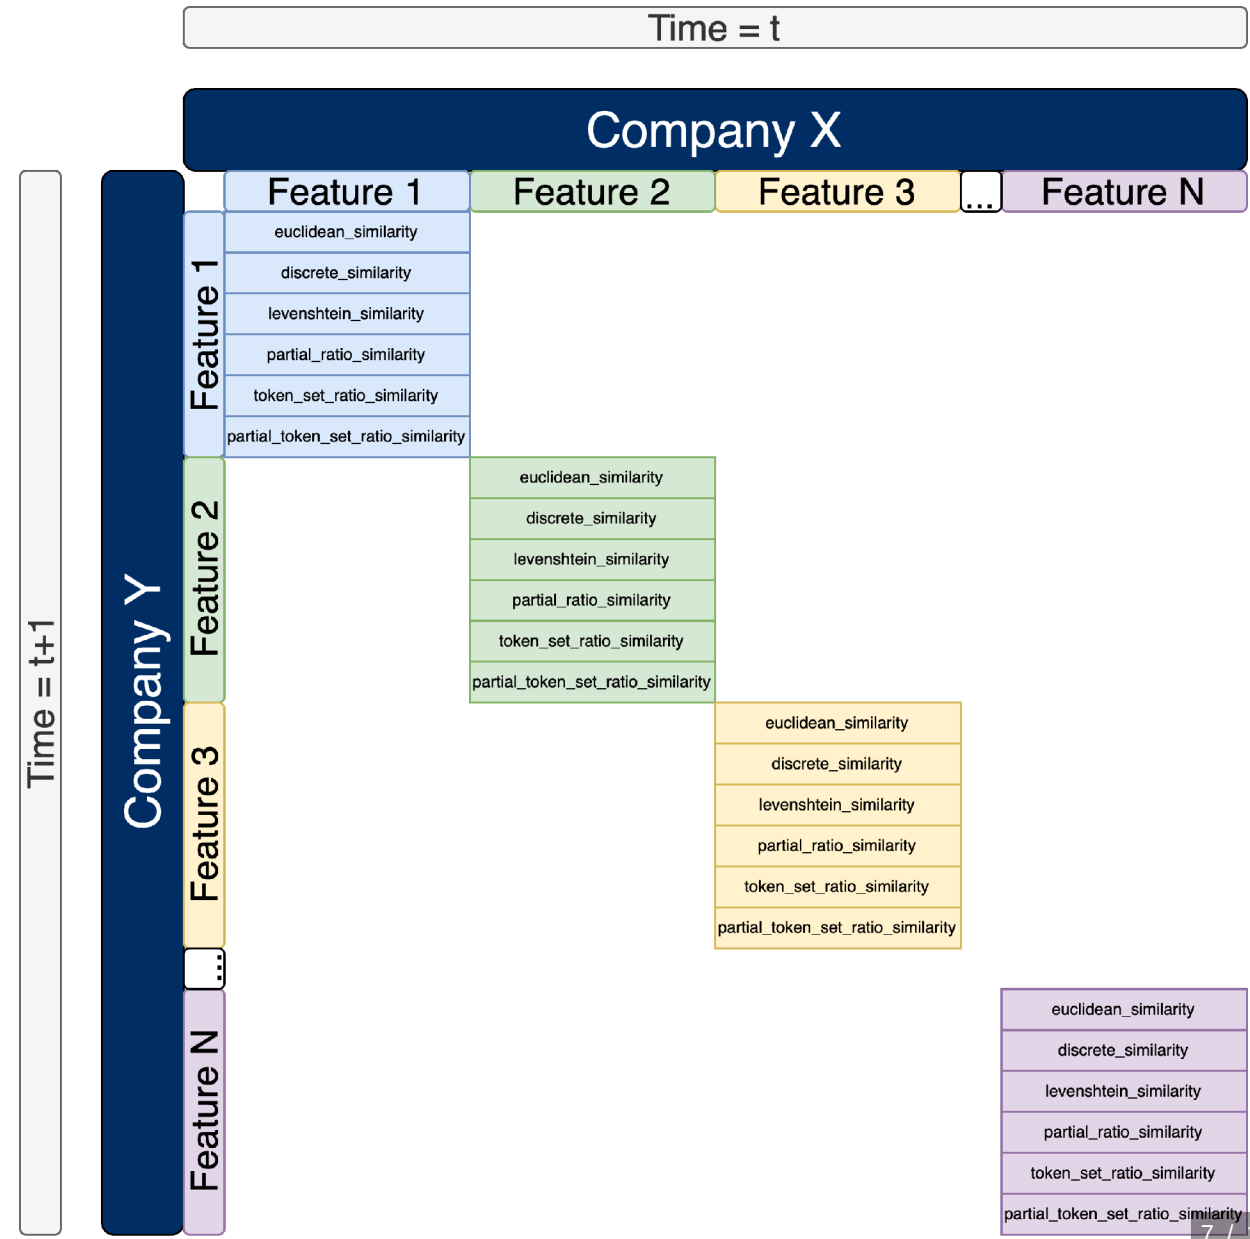 Time = t
Company X
Feature 1
Feature 2
Feature 3
...
Feature N
Time = t+1
Company Y
Feature 1
euclidean_similarity
discrete_similarity
levenshtein_similarity
partial_ratio_similarity
token_set_ratio_similarity
partial_token_set_ratio_similarity
Feature 2
euclidean_similarity
discrete_similarity
levenshtein_similarity
partial_ratio_similarity
token_set_ratio_similarity
partial_token_set_ratio_similarity
Feature 3
euclidean_similarity
discrete_similarity
levenshtein_similarity
partial_ratio_similarity
token_set_ratio_similarity
partial_token_set_ratio_similarity
...
Feature N
euclidean_similarity
discrete_similarity
levenshtein_similarity
partial_ratio_similarity
token_set_ratio_similarity
partial_token_set_ratio_similarity
7 /